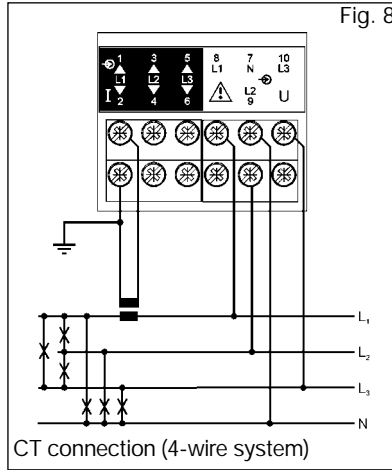 Fig. 8
1 3 5 8 7 10
L1 N L3
L1 L2 L3
I 2 4 6 L2 9 U
L1
L2
L3
N
CT connection (4-wire system)